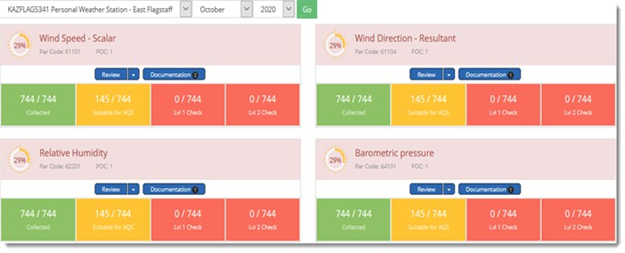 KAZFLAGS341 Personal Weather Station - East Flagstaff October 2020 Go
29% Wind Speed - Scalar
Par Code: 61101 POC: 1
Review Documentation
744 / 744 145 / 744 0 / 744 0 / 744
Collected Suitable for AQS Lvl 1 Check Lvl 2 Check
29% Wind Direction - Resultant
Par Code: 61104 POC: 1
Review Documentation
744 / 744 145 / 744 0 / 744 0 / 744
Collected Suitable for AQS Lvl 1 Check Lvl 2 Check
29% Relative Humidity
Par Code: 62201 POC: 1
Review Documentation
744 / 744 145 / 744 0 / 744 0 / 744
Collected Suitable for AQS Lvl 1 Check Lvl 2 Check
29% Barometric pressure
Par Code: 64101 POC: 1
Review Documentation
744 / 744 145 / 744 0 / 744 0 / 744
Collected Suitable for AQS Lvl 1 Check Lvl 2 Check